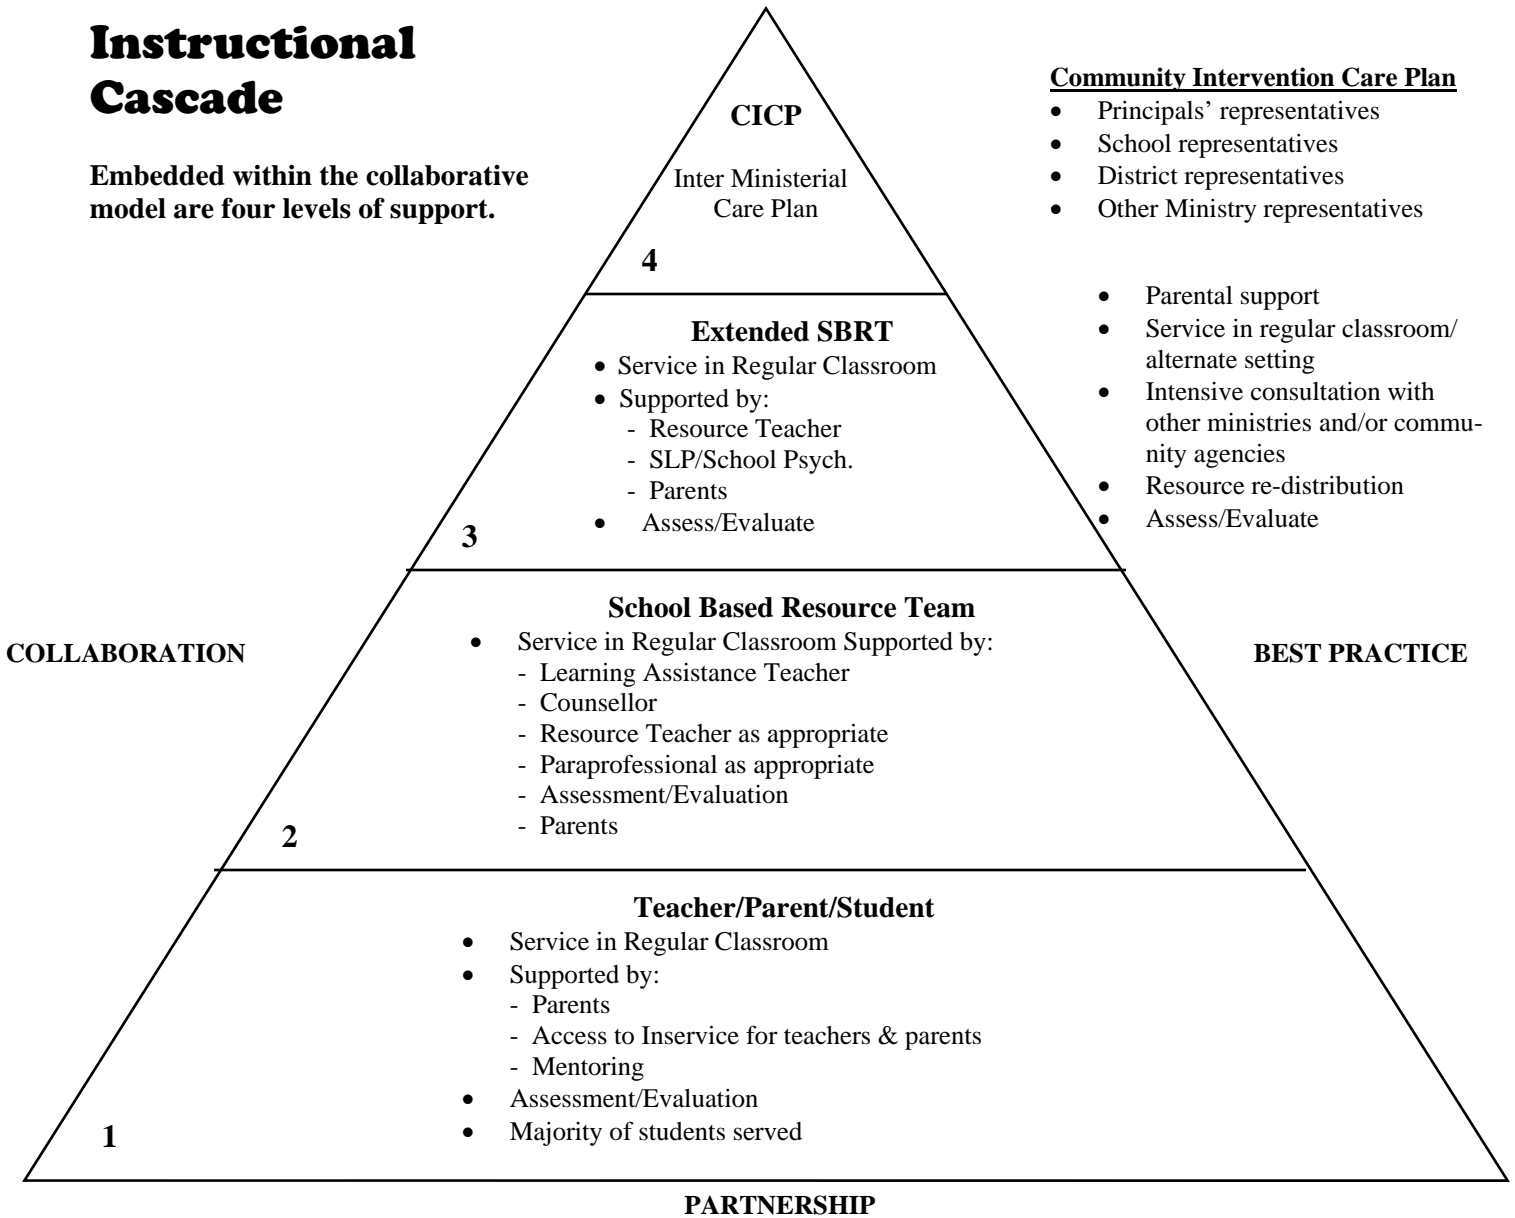 Instructional
Cascade
Embedded within the collaborative
model are four levels of support.
CICP
Inter Ministerial
Care Plan
4
Community Intervention Care Plan
• Principals’ representatives
• School representatives
• District representatives
• Other Ministry representatives
• Parental support
• Service in regular classroom/
alternate setting
• Intensive consultation with
other ministries and/or commu-
nity agencies
• Resource re-distribution
• Assess/Evaluate
Extended SBRT
• Service in Regular Classroom
• Supported by:
- Resource Teacher
- SLP/School Psych.
- Parents
• Assess/Evaluate
3
School Based Resource Team
• Service in Regular Classroom Supported by:
- Learning Assistance Teacher
- Counsellor
- Resource Teacher as appropriate
- Paraprofessional as appropriate
- Assessment/Evaluation
- Parents
2
COLLABORATION
BEST PRACTICE
Teacher/Parent/Student
• Service in Regular Classroom
• Supported by:
- Parents
- Access to Inservice for teachers & parents
- Mentoring
• Assessment/Evaluation
• Majority of students served
1
PARTNERSHIP